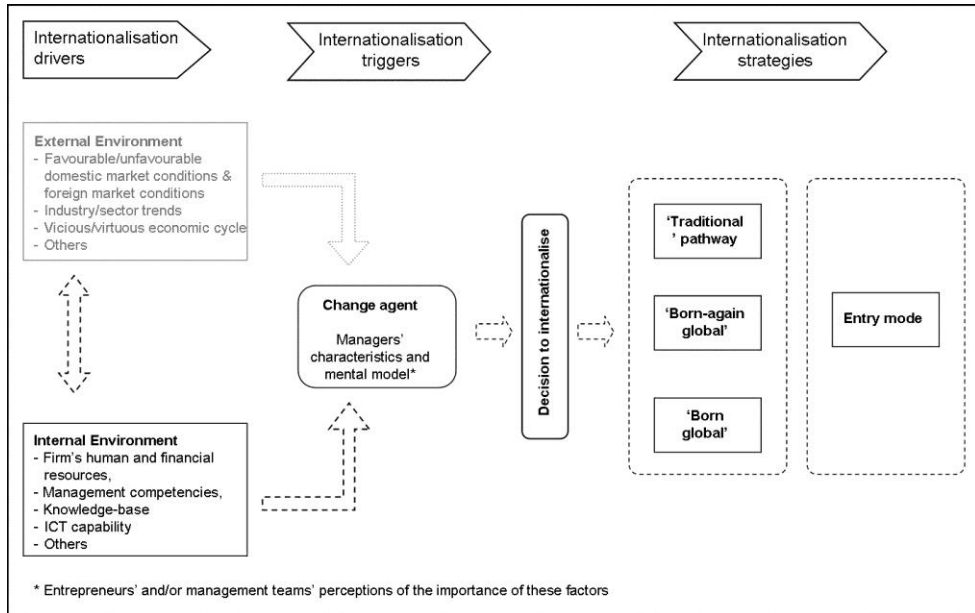 Internationalisation
drivers
Internationalisation
triggers
Internationalisation
strategies
External Environment
- Favourable/unfavourable
domestic market conditions &
foreign market conditions
- Industry/sector trends
- Vicious/virtuous economic cycle
- Others
Change agent
Managers'
characteristics and
mental model*
Decision to internationalise
'Traditional
' pathway
'Born-again
global'
'Born
global'
Entry mode
Internal Environment
- Firm's human and financial
resources,
- Management competencies,
- Knowledge-base
- ICT capability
- Others
* Entrepreneurs' and/or management teams' perceptions of the importance of these factors